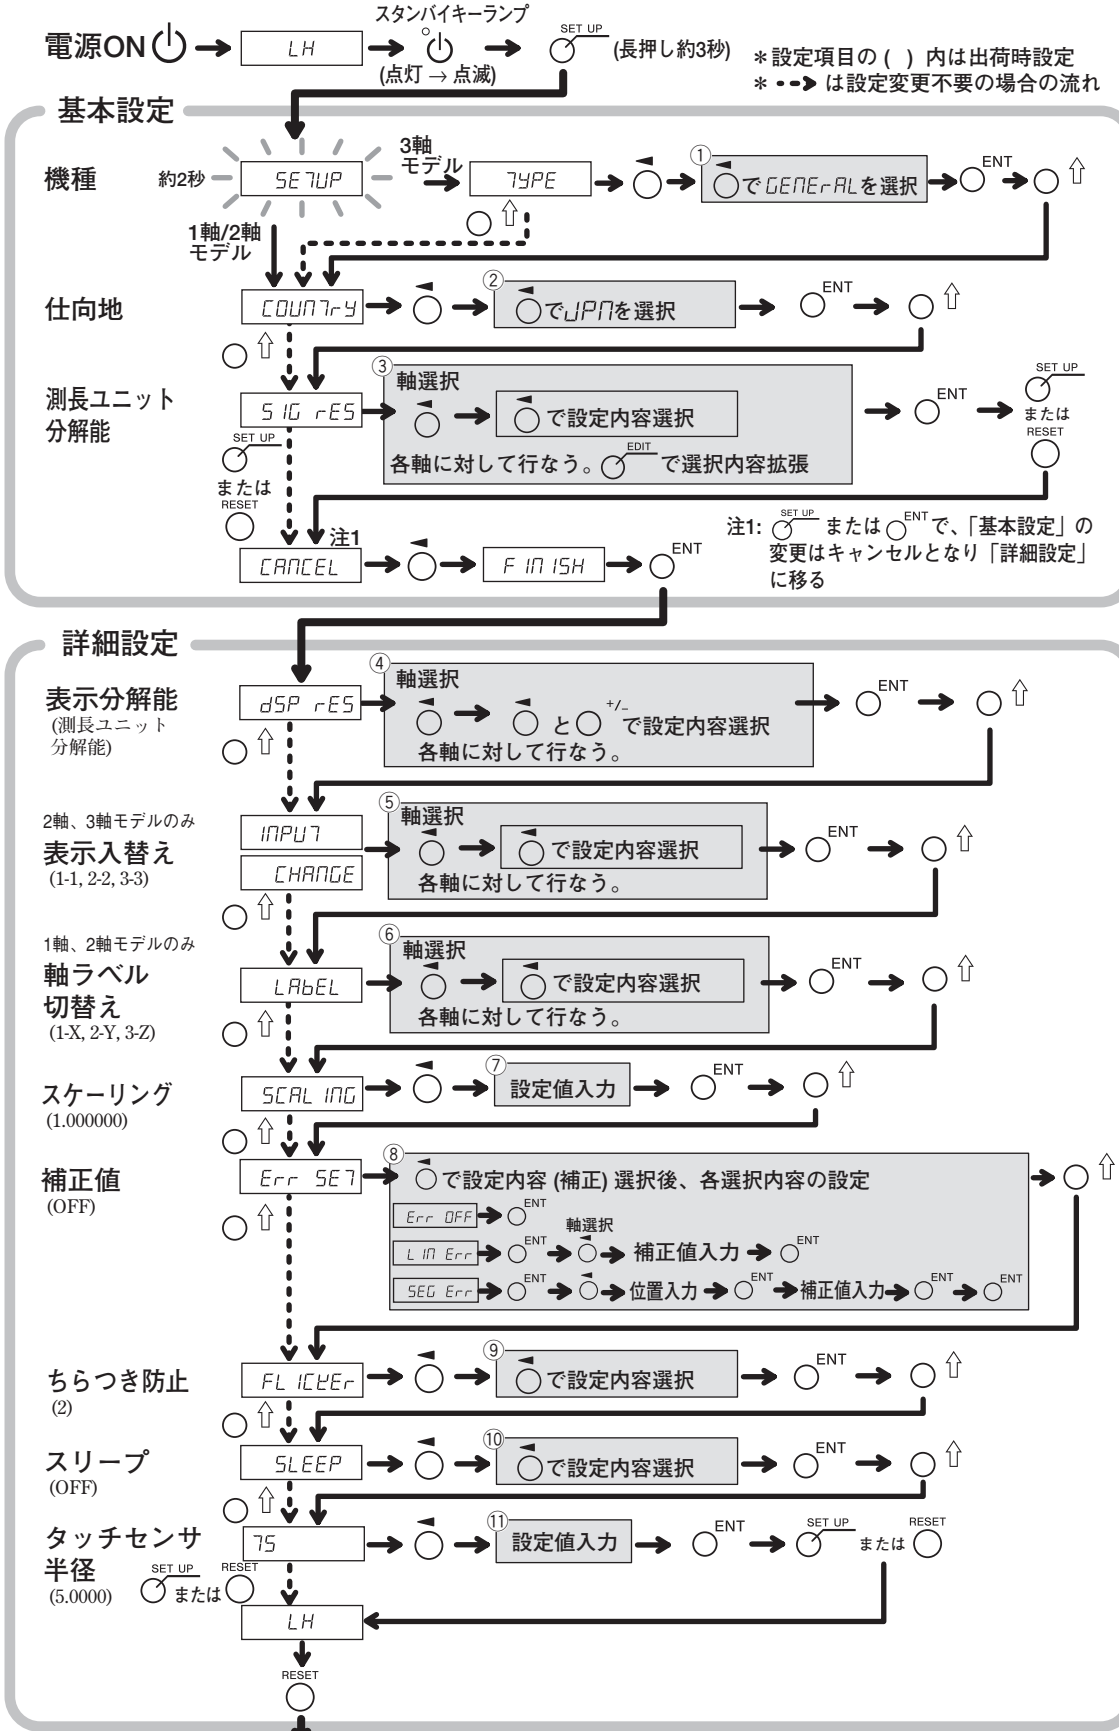 スタンバイキーランプ
電源ON LH SET UP (長押し約3秒)
(点灯 → 点滅)
＊設定項目の ( ) 内は出荷時設定
＊ は設定変更不要の場合の流れ
基本設定
機種 約2秒 SETUP 3軸
モデル TYPE ① でGENErALを選択 ENT
1軸/2軸
モデル
仕向地 COUNTrY ② でJPNを選択 ENT
測長ユニット
分解能 SIG rES ③ 軸選択
で設定内容選択 ENT SET UP
または
RESET
各軸に対して行なう。 EDIT で選択内容拡張
SET UP
または
RESET
注1
CANCEL FINISH ENT
注1: SET UP または ENT で、「基本設定」の
変更はキャンセルとなり「詳細設定」
に移る
詳細設定
表示分解能
(測長ユニット
分解能)
dSP rES ④ 軸選択
と +/- で設定内容選択 ENT
各軸に対して行なう。
2軸、3軸モデルのみ
表示入替え
(1-1, 2-2, 3-3)
INPUT
CHANGE
⑤ 軸選択
で設定内容選択 ENT
各軸に対して行なう。
1軸、2軸モデルのみ
軸ラベル
切替え
(1-X, 2-Y, 3-Z)
LAbEL ⑥ 軸選択
で設定内容選択 ENT
各軸に対して行なう。
スケーリング
(1.000000)
SCALING ⑦ 設定値入力 ENT
補正値
(OFF)
Err SET ⑧ で設定内容 (補正) 選択後、各選択内容の設定
Err OFF ENT
LIN Err ENT 軸選択 補正値入力 ENT
SEG Err ENT 位置入力 ENT 補正値入力 ENT ENT
ちらつき防止
(2)
FLICKEr ⑨ で設定内容選択 ENT
スリープ
(OFF)
SLEEP ⑩ で設定内容選択 ENT
タッチセンサ
半径
(5.0000)
TS ⑪ 設定値入力 ENT SET UP または RESET
SET UP または RESET
LH
RESET